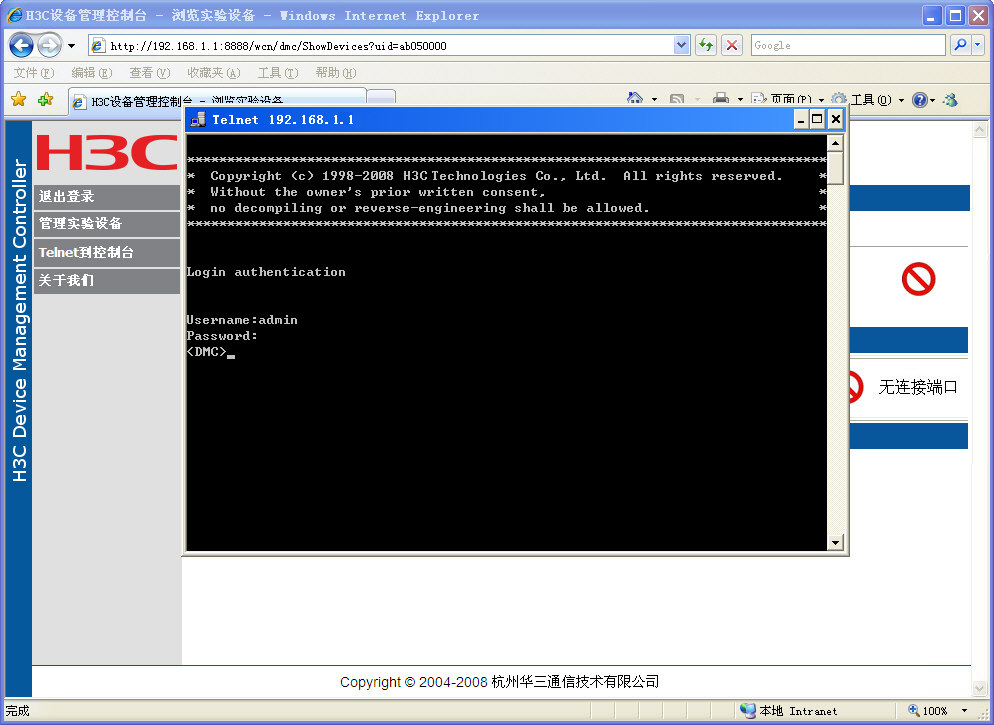 H3C设备管理控制台 - 浏览实验设备 - Windows Internet Explorer
http://192.168.1.1:8888/wcn/dmc/ShowDevices?uid=ab050000
Google
文件(F) 编辑(E) 查看(V) 收藏夹(A) 工具(T) 帮助(H)
H3C设备管理控制台 - 浏览实验设备
页面(P) 工具(O)
H3C Device Management Controller
H3C
退出登录
管理实验设备
Telnet到控制台
关于我们
Telnet 192.168.1.1
********************************************************************************
* Copyright (c) 1998-2008 H3C Technologies Co., Ltd. All rights reserved. *
* Without the owner's prior written consent, *
* no decompiling or reverse-engineering shall be allowed. *
********************************************************************************
Login authentication
Username:admin
Password:
<DMC>_
无连接端口
Copyright © 2004-2008 杭州华三通信技术有限公司
完成
本地 Intranet
100%